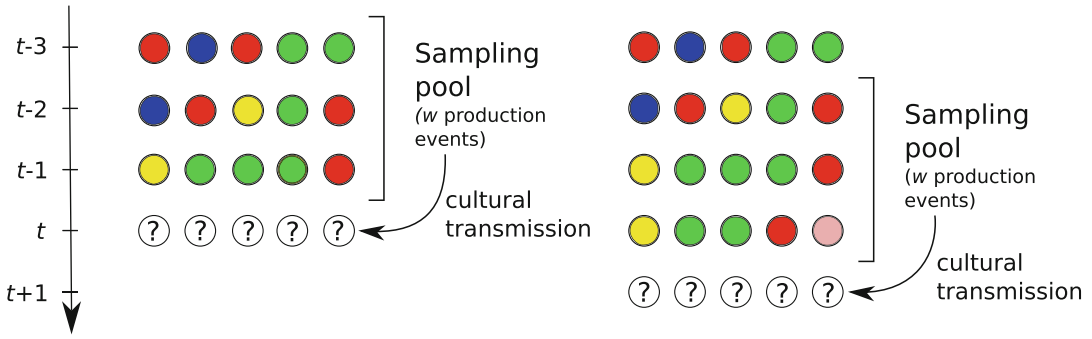 t-3
t-2
t-1
t
t+1
Sampling
pool
(w production
events)
cultural
transmission
? ? ? ? ?
Sampling
pool
(w production
events)
cultural
transmission
? ? ? ? ?